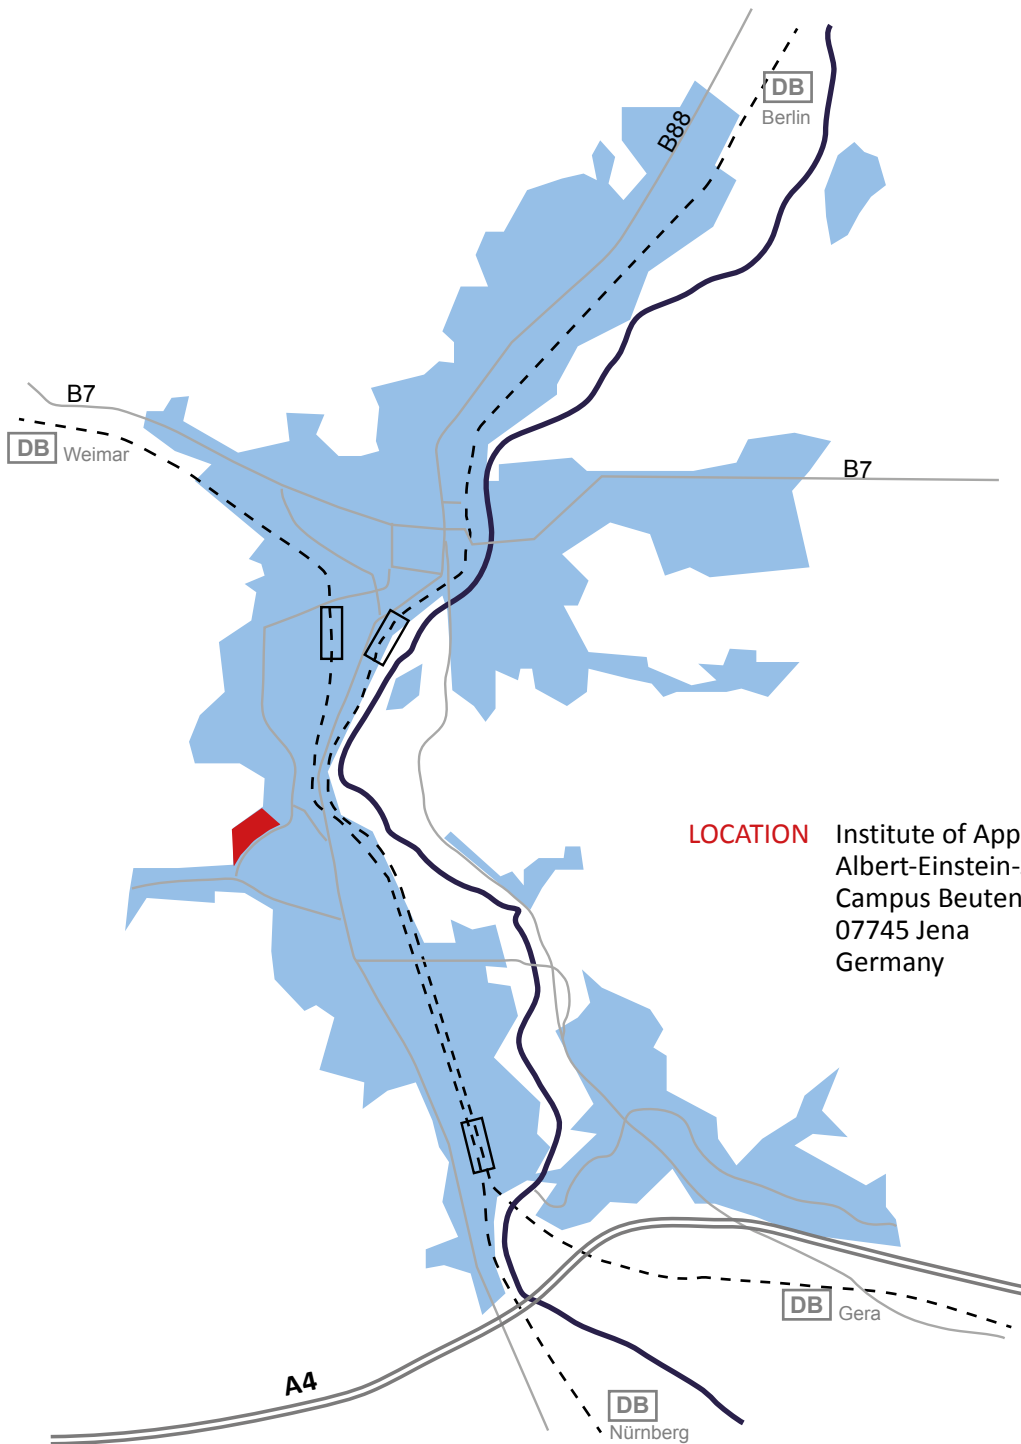 DB
Berlin
B88
B7
DB Weimar
B7
LOCATION Institute of App
Albert-Einstein-
Campus Beuten
07745 Jena
Germany
DB Gera
A4
DB
Nürnberg